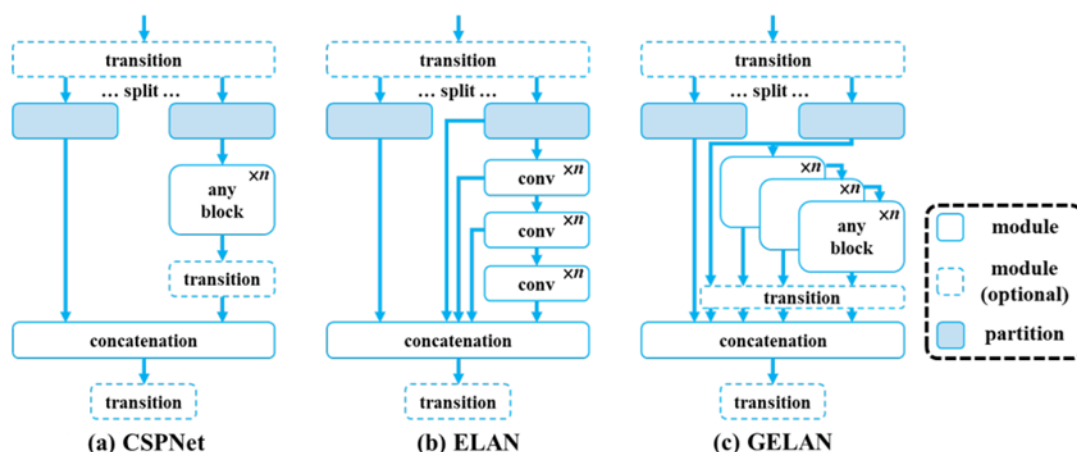 transition
... split ...
×n
any
block
transition
concatenation
transition
(a) CSPNet
transition
... split ...
conv ×n
conv ×n
conv ×n
concatenation
transition
(b) ELAN
transition
... split ...
×n
×n
×n
any
block
transition
concatenation
transition
(c) GELAN
module
module
(optional)
partition